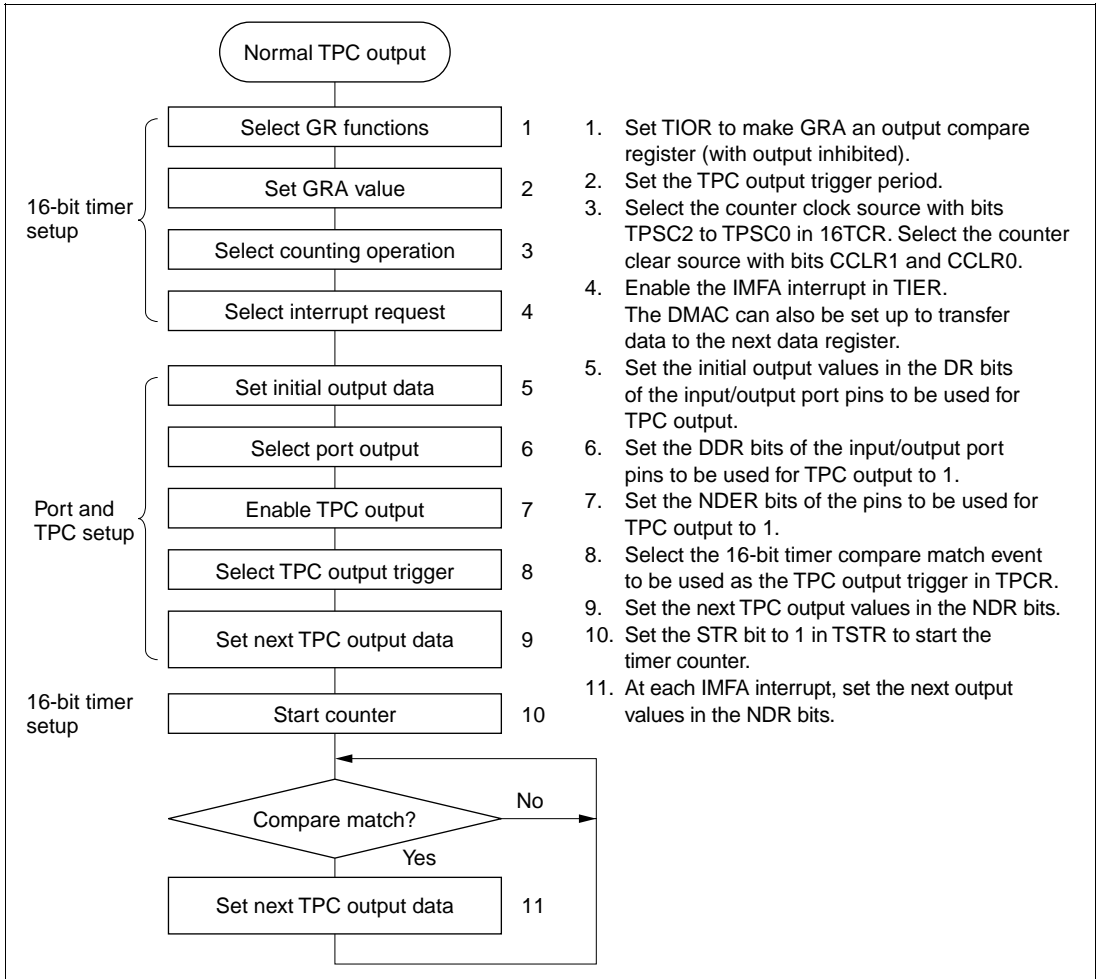 Normal TPC output
16-bit timer
setup
Select GR functions
1
Set GRA value
2
Select counting operation
3
Select interrupt request
4
Port and
TPC setup
Set initial output data
5
Select port output
6
Enable TPC output
7
Select TPC output trigger
8
Set next TPC output data
9
16-bit timer
setup
Start counter
10
Compare match?
No
Yes
Set next TPC output data
11
1. Set TIOR to make GRA an output compare
register (with output inhibited).
2. Set the TPC output trigger period.
3. Select the counter clock source with bits
TPSC2 to TPSC0 in 16TCR. Select the counter
clear source with bits CCLR1 and CCLR0.
4. Enable the IMFA interrupt in TIER.
The DMAC can also be set up to transfer
data to the next data register.
5. Set the initial output values in the DR bits
of the input/output port pins to be used for
TPC output.
6. Set the DDR bits of the input/output port
pins to be used for TPC output to 1.
7. Set the NDER bits of the pins to be used for
TPC output to 1.
8. Select the 16-bit timer compare match event
to be used as the TPC output trigger in TPCR.
9. Set the next TPC output values in the NDR bits.
10. Set the STR bit to 1 in TSTR to start the
timer counter.
11. At each IMFA interrupt, set the next output
values in the NDR bits.